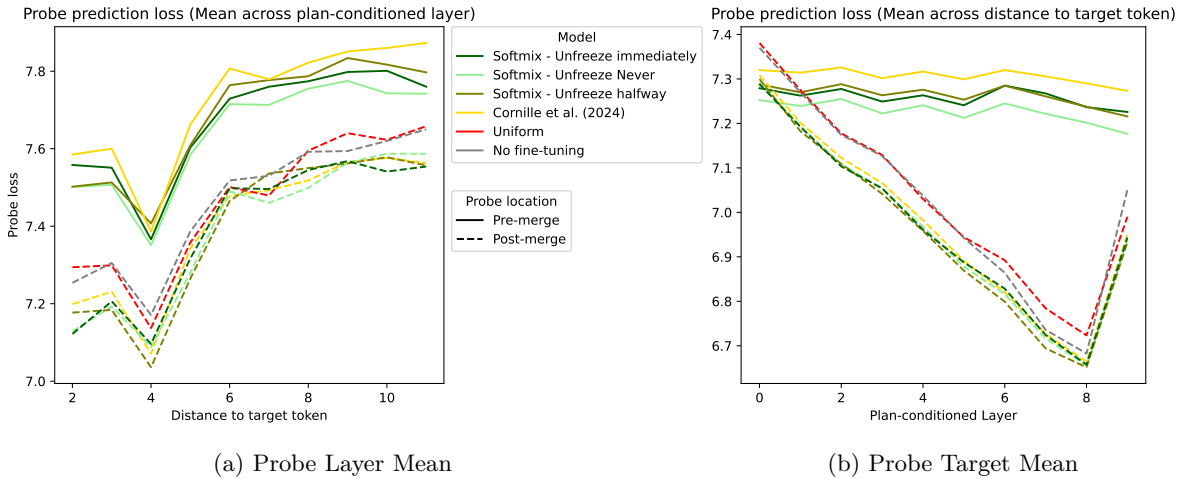 Probe prediction loss (Mean across plan-conditioned layer)
Probe loss
7.8
7.6
7.4
7.2
7.0
2 4 6 8 10
Distance to target token
Model
Softmix - Unfreeze immediately
Softmix - Unfreeze Never
Softmix - Unfreeze halfway
Cornille et al. (2024)
Uniform
No fine-tuning
Probe location
Pre-merge
Post-merge
(a) Probe Layer Mean
Probe prediction loss (Mean across distance to target token)
7.4
7.3
7.2
7.1
7.0
6.9
6.8
6.7
0 2 4 6 8
Plan-conditioned Layer
(b) Probe Target Mean